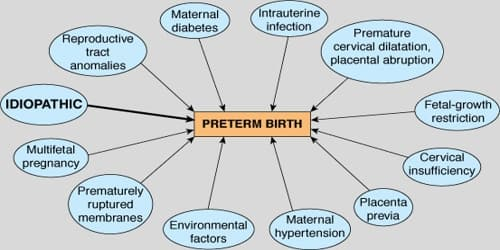 Maternal
diabetes
Intrauterine
infection
Reproductive
tract
anomalies
Premature
cervical dilatation,
placental abruption
IDIOPATHIC
PRETERM BIRTH
Fetal-growth
restriction
Multifetal
pregnancy
Cervical
insufficiency
Prematurely
ruptured
membranes
Environmental
factors
Maternal
hypertension
Placenta
previa